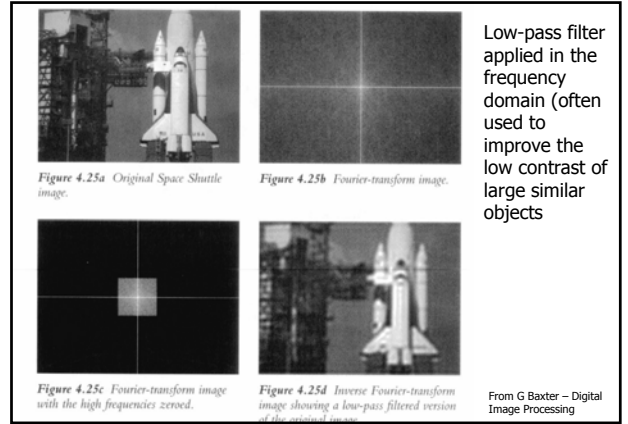 Figure 4.25a Original Space Shuttle
image.
Figure 4.25b Fourier-transform image.
Figure 4.25c Fourier-transform image
with the high frequencies zeroed.
Figure 4.25d Inverse Fourier-transform
image showing a low-pass filtered version
of the original image
Low-pass filter
applied in the
frequency
domain (often
used to
improve the
low contrast of
large similar
objects
From G Baxter – Digital
Image Processing